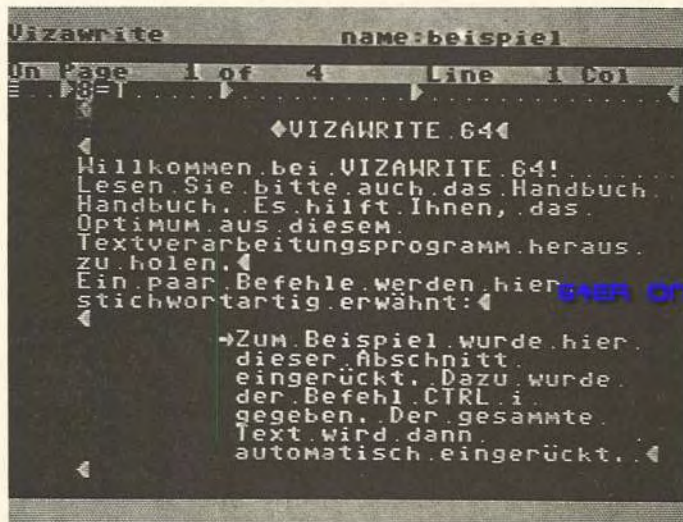 Vizawrite name:beispiel
On Page 1 of 4 Line 1 Col
8=T
VIZAWRITE 64
Willkommen.bei.VIZAWRITE.64!
Lesen.Sie.bitte.auch.das.Handbuch.
Handbuch..Es.hilft.Ihnen,.das.
Optimum.aus.diesem.
Textverarbeitungsprogramm.heraus.
zu.holen.
Ein.paar.Befehle.werden.hier.
stichwortartig.erwähnt:
Zum.Beispiel.wurde.hier.
dieser.Abschnitt.
eingerückt..Dazu.wurde.
der.Befehl.CTRL.i.
gegeben..Der.gesammte.
Text.wird.dann.
automatisch.eingerückt..
64ER ON